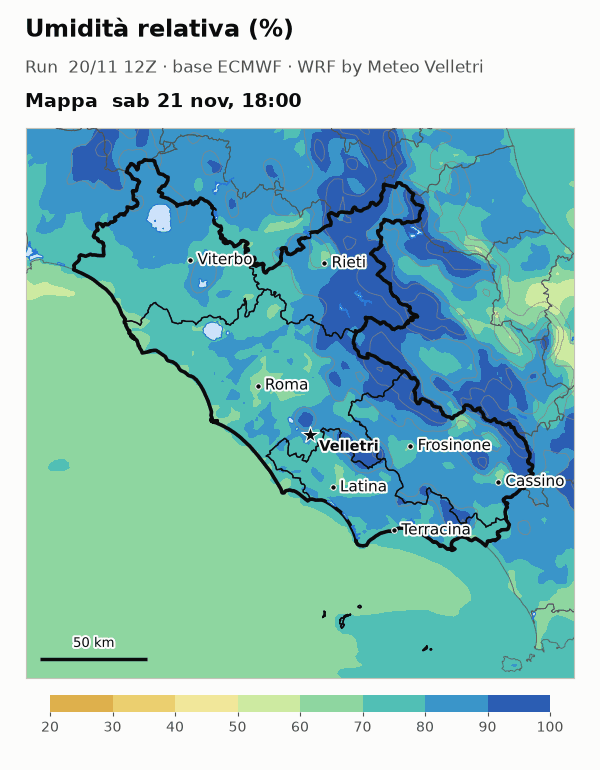 Umidità relativa (%)
Run  20/11 12Z · base ECMWF · WRF by Meteo Velletri
Mappa  sab 21 nov, 18:00
Viterbo
Rieti
Roma
Velletri
Frosinone
Cassino
Latina
Terracina
50 km
20 30 40 50 60 70 80 90 100